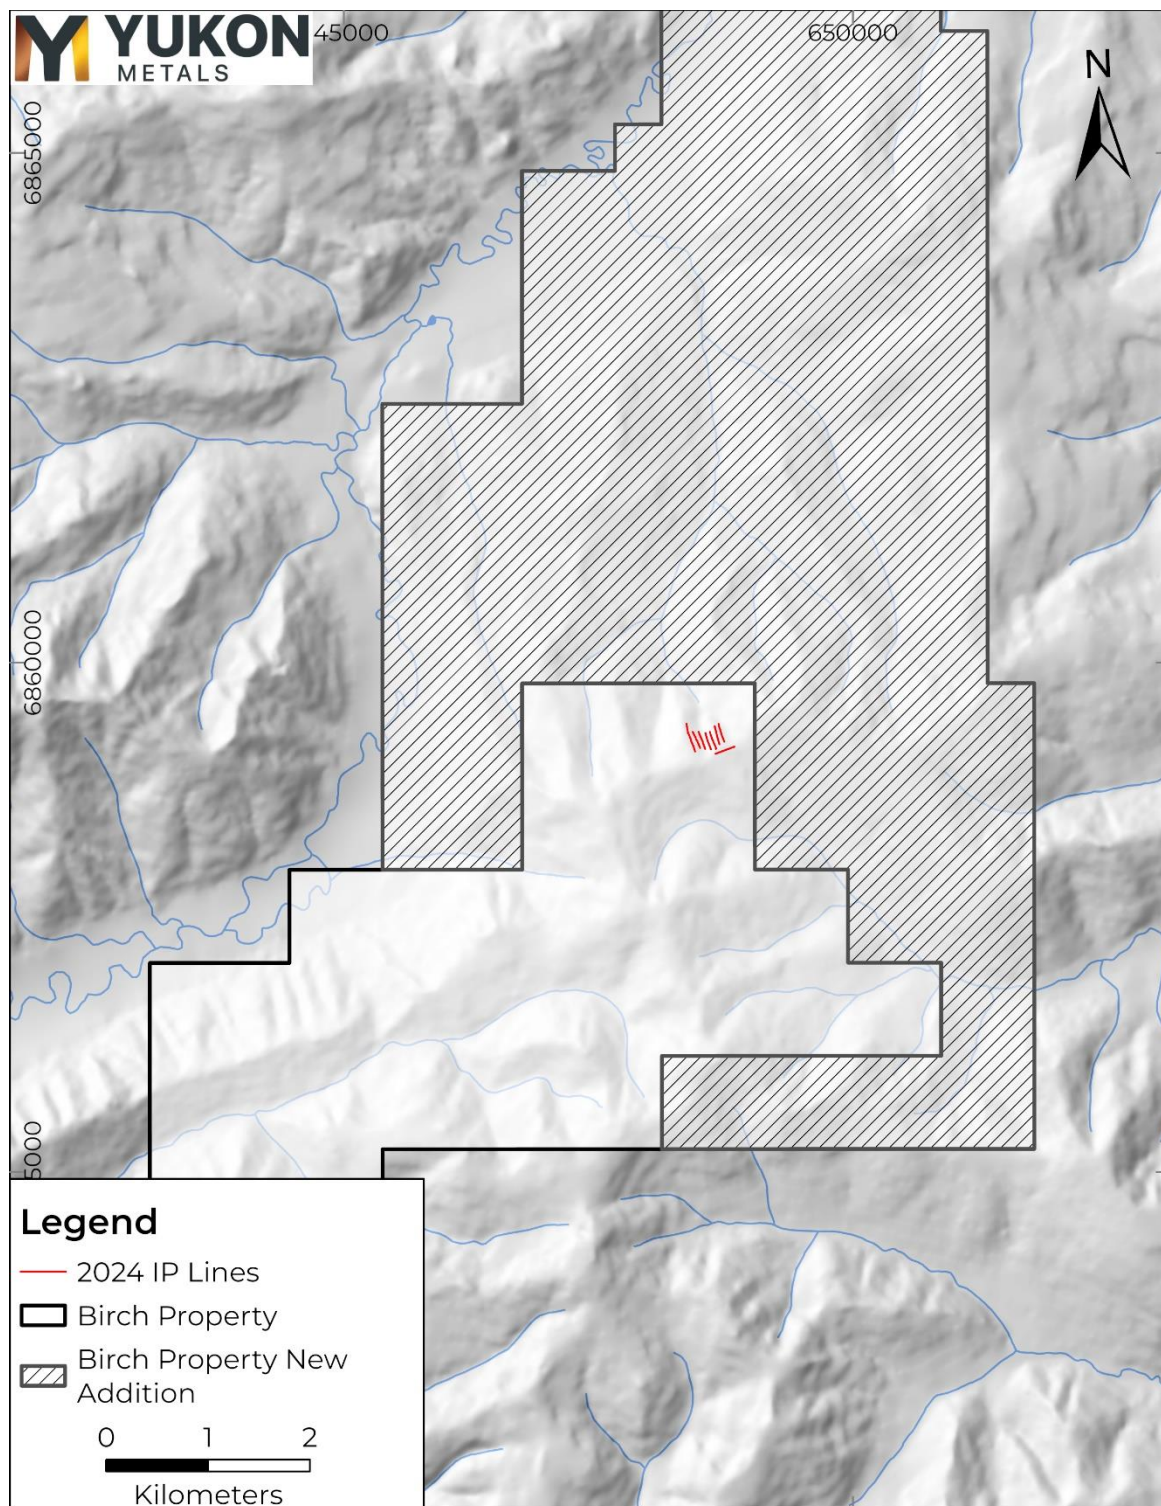 YUKON
METALS
45000
650000
N
6865000
6860000
5000
Legend
2024 IP Lines
Birch Property
Birch Property New
Addition
0 1 2
Kilometers